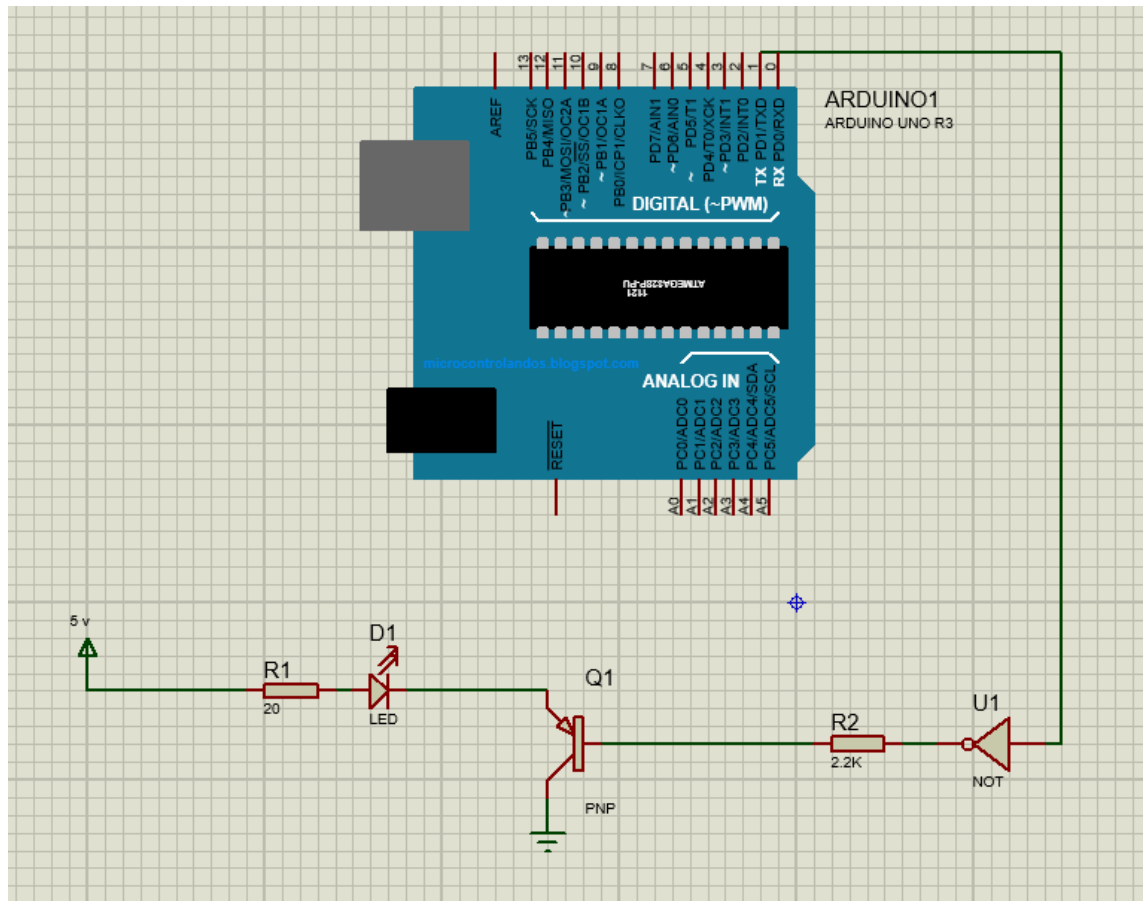 13
12
11
10
9
8
7
6
5
4
3
2
1
0
AREF
PB5/SCK
PB4/MISO
~PB3/MOSI/OC2A
~ PB2/SS/OC1B
~ PB1/OC1A
PB0/ICP1/CLKO
PD7/AIN1
~ PD6/AIN0
~ PD5/T1
PD4/T0/XCK
~ PD3/INT1
PD2/INT0
TX PD1/TXD
RX PD0/RXD
ARDUINO1
ARDUINO UNO R3
DIGITAL (~PWM)
ATMEGA328P-PU
1121
microcontrolandos.blogspot.com
ANALOG IN
RESET
PC0/ADC0
PC1/ADC1
PC2/ADC2
PC3/ADC3
PC4/ADC4/SDA
PC5/ADC5/SCL
A0
A1
A2
A3
A4
A5
5 v
R1
20
D1
LED
Q1
PNP
R2
2.2K
U1
NOT